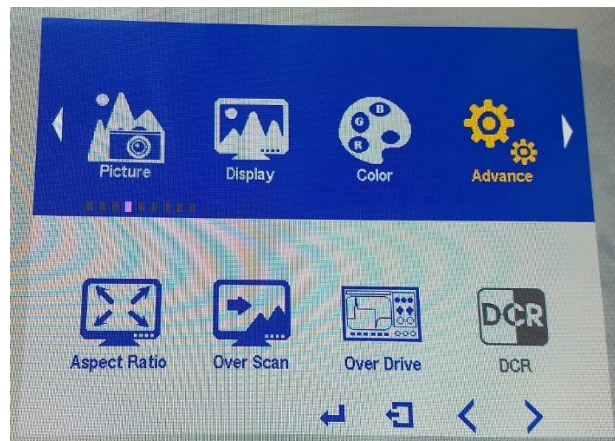 Picture
Display
B
G
R
Color
Advance
Aspect Ratio
Over Scan
Over Drive
DCR
DCR